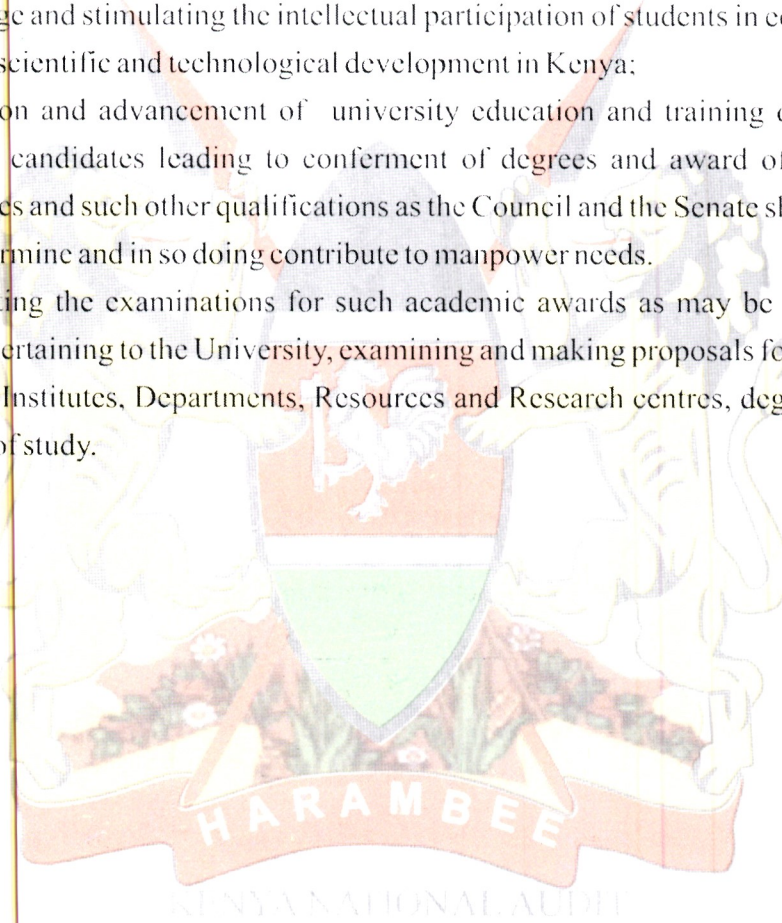 ge and stimulating the intellectual participation of students in e
scientific and technological development in Kenya;
on and advancement of university education and training
candidates leading to conferment of degrees and award of
es and such other qualifications as the Council and the Senate sh
rmine and in so doing contribute to manpower needs.
ing the examinations for such academic awards as may be
ertaining to the University, examining and making proposals fo
Institutes, Departments, Resources and Research centres, deg
of study.
HARAMBEE
KENYA NATIONAL AUDIT